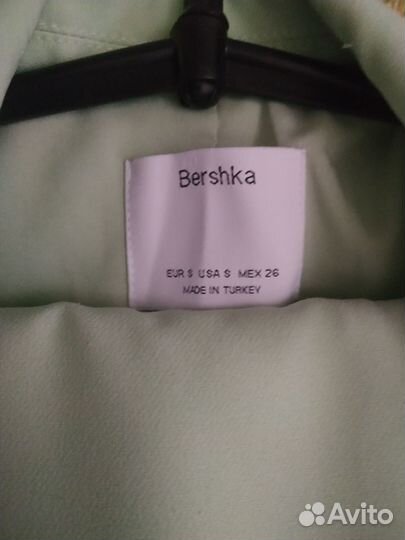 Bershka
EUR S USA S MEX 26
MADE IN TURKEY
Avito